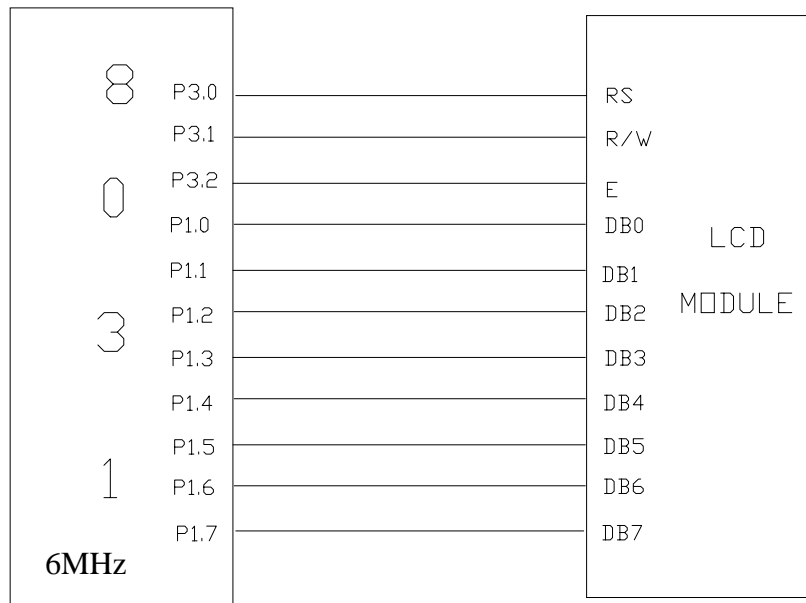 8
0
3
1
P3.0
P3.1
P3.2
P1.0
P1.1
P1.2
P1.3
P1.4
P1.5
P1.6
P1.7
6MHz
RS
R/W
E
DB0
DB1
DB2
DB3
DB4
DB5
DB6
DB7
LCD
MODULE